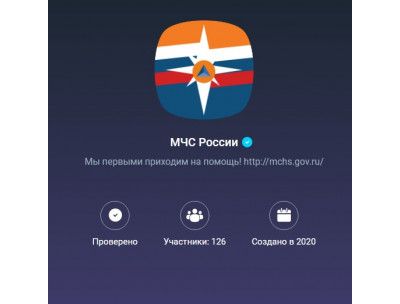 МЧС России
Мы первыми приходим на помощь! http://mchs.gov.ru/
Проверено
Участники: 126
Создано в 2020